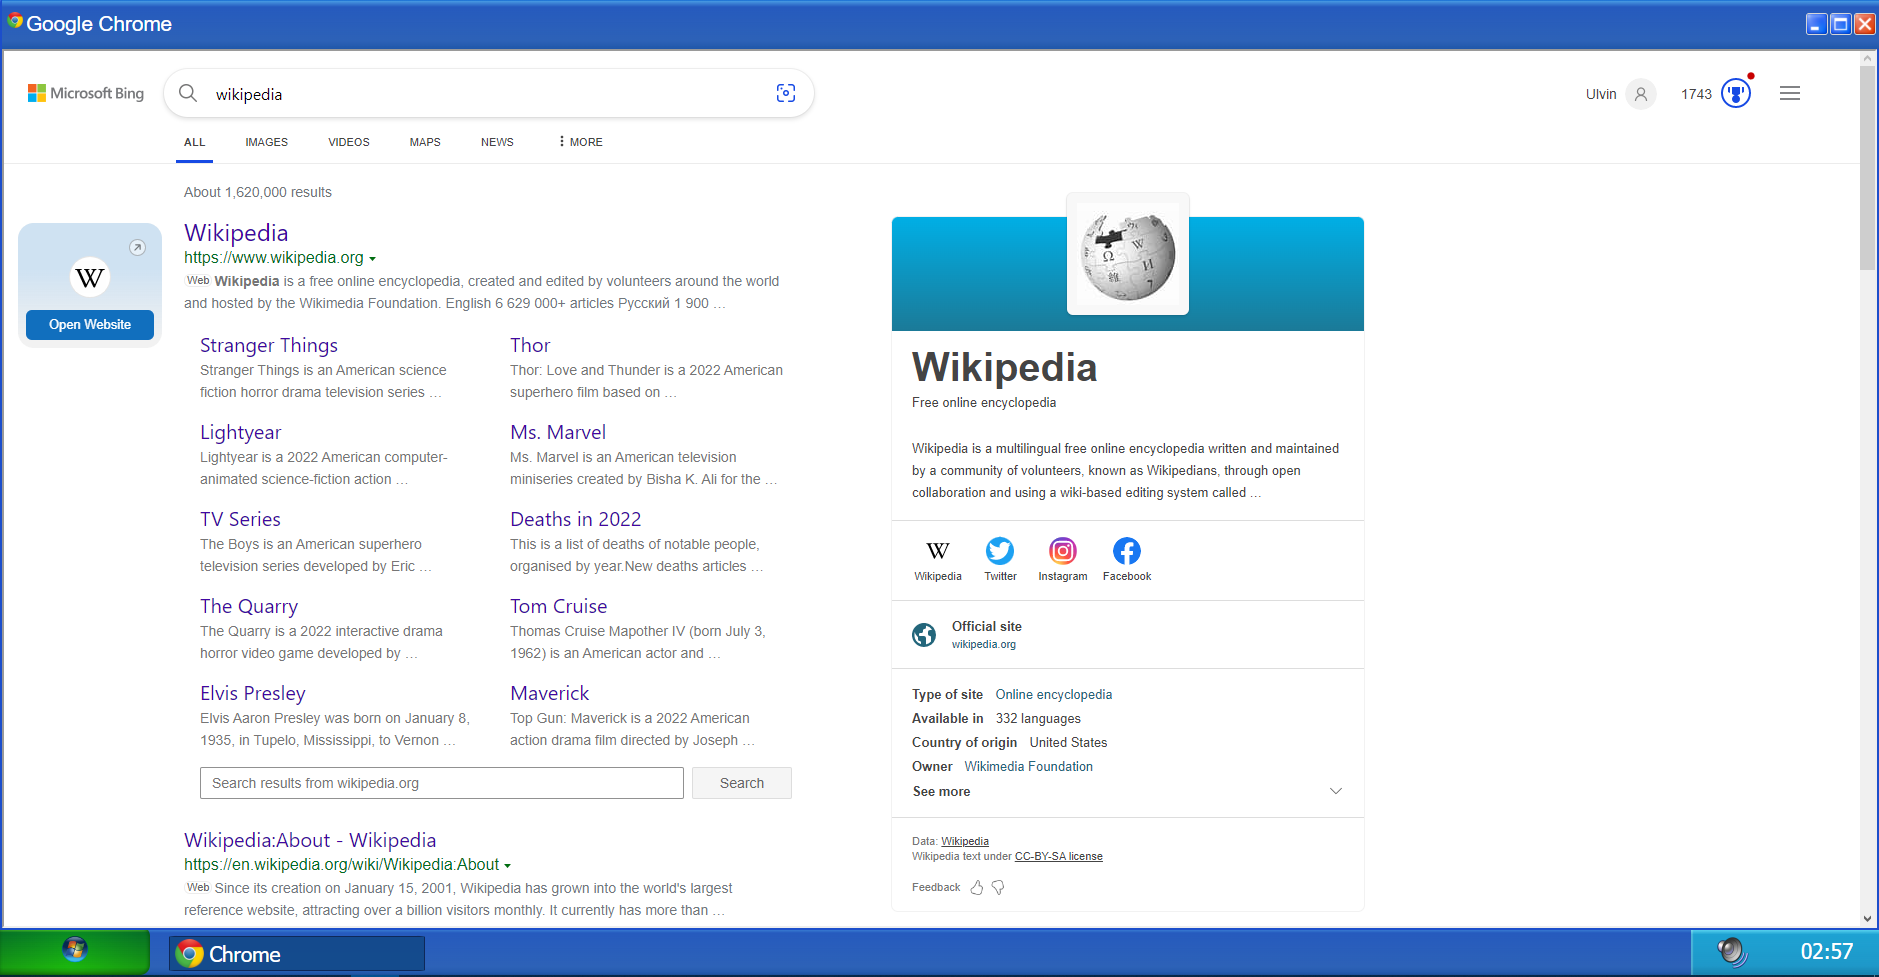 Google Chrome
Microsoft Bing
wikipedia
Ulvin
1743
ALL
IMAGES
VIDEOS
MAPS
NEWS
MORE
About 1,620,000 results
W
Open Website
Wikipedia
https://www.wikipedia.org
Web Wikipedia is a free online encyclopedia, created and edited by volunteers around the world
and hosted by the Wikimedia Foundation. English 6 629 000+ articles Русский 1 900 ...
Stranger Things
Stranger Things is an American science
fiction horror drama television series ...
Thor
Thor: Love and Thunder is a 2022 American
superhero film based on ...
Lightyear
Lightyear is a 2022 American computer-
animated science-fiction action ...
Ms. Marvel
Ms. Marvel is an American television
miniseries created by Bisha K. Ali for the ...
TV Series
The Boys is an American superhero
television series developed by Eric ...
Deaths in 2022
This is a list of deaths of notable people,
organised by year.New deaths articles ...
The Quarry
The Quarry is a 2022 interactive drama
horror video game developed by ...
Tom Cruise
Thomas Cruise Mapother IV (born July 3,
1962) is an American actor and ...
Elvis Presley
Elvis Aaron Presley was born on January 8,
1935, in Tupelo, Mississippi, to Vernon ...
Maverick
Top Gun: Maverick is a 2022 American
action drama film directed by Joseph ...
Search results from wikipedia.org
Search
Wikipedia:About - Wikipedia
https://en.wikipedia.org/wiki/Wikipedia:About
Web Since its creation on January 15, 2001, Wikipedia has grown into the world's largest
reference website, attracting over a billion visitors monthly. It currently has more than ...
Wikipedia
Free online encyclopedia
Wikipedia is a multilingual free online encyclopedia written and maintained
by a community of volunteers, known as Wikipedians, through open
collaboration and using a wiki-based editing system called ...
W
Wikipedia
Twitter
Instagram
Facebook
Official site
wikipedia.org
Type of site Online encyclopedia
Available in 332 languages
Country of origin United States
Owner Wikimedia Foundation
See more
Data: Wikipedia
Wikipedia text under CC-BY-SA license
Feedback
Chrome
02:57